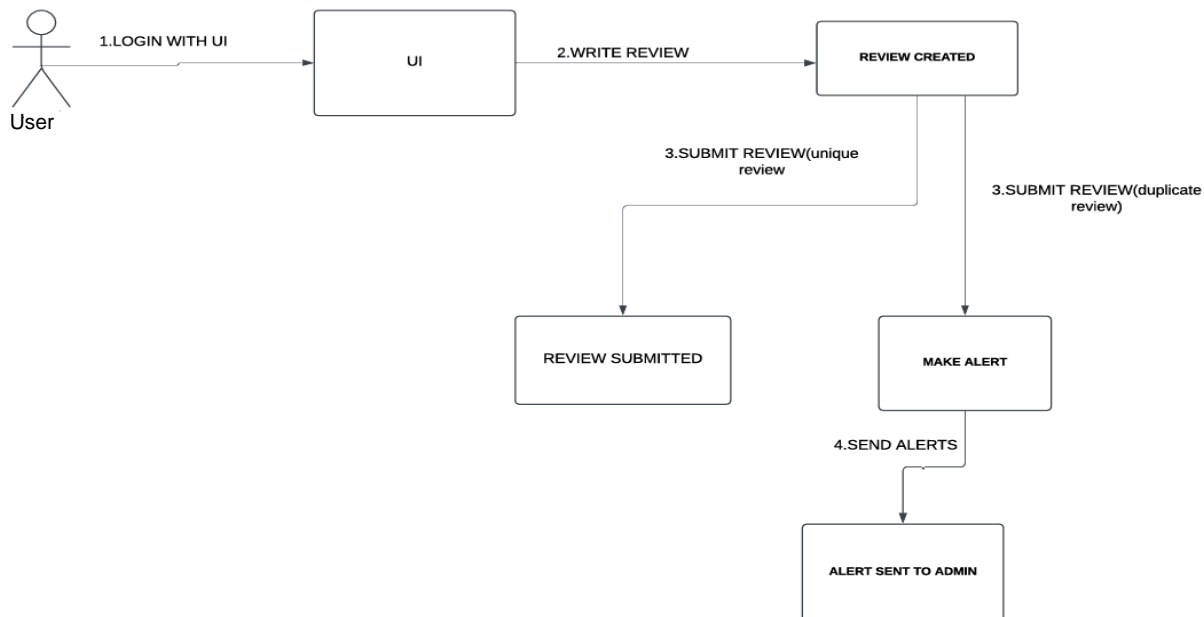 1.LOGIN WITH UI
User
UI
2.WRITE REVIEW
REVIEW CREATED
3.SUBMIT REVIEW(unique
review
3.SUBMIT REVIEW(duplicate
review)
REVIEW SUBMITTED
MAKE ALERT
4.SEND ALERTS
ALERT SENT TO ADMIN